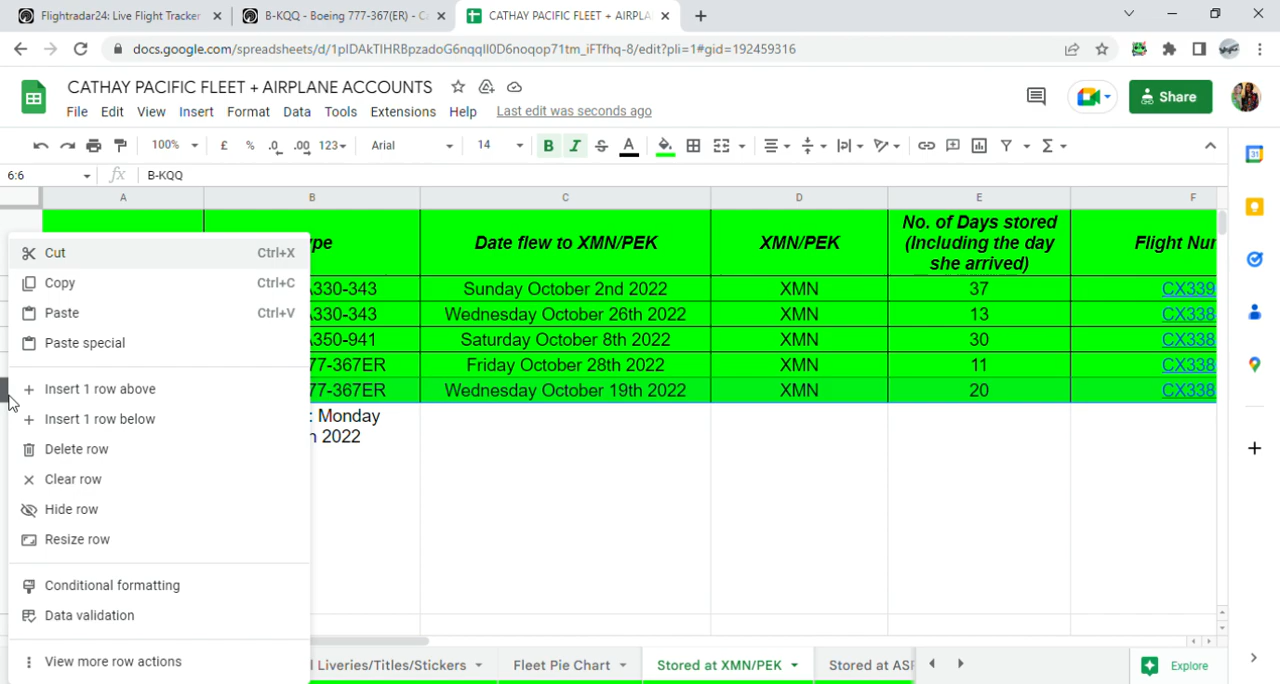 Flightradar24: Live Flight Tracker
B-KQQ - Boeing 777-367(ER) - C
CATHAY PACIFIC FLEET + AIRPLA
docs.google.com/spreadsheets/d/1pIDAkTIHRBpzadoG6nqqII0D6noqop71tm_iFTfhq-8/edit?pli=1#gid=192459316
CATHAY PACIFIC FLEET + AIRPLANE ACCOUNTS
File Edit View Insert Format Data Tools Extensions Help Last edit was seconds ago
Share
100% £ % .0 .00 123 Arial 14 B I S A
6:6 fx B-KQQ
A B C D E F
ype Date flew to XMN/PEK XMN/PEK No. of Days stored (Including the day she arrived) Flight Nun
A330-343 Sunday October 2nd 2022 XMN 37 CX339
A330-343 Wednesday October 26th 2022 XMN 13 CX338
A350-941 Saturday October 8th 2022 XMN 30 CX338
77-367ER Friday October 28th 2022 XMN 11 CX338
77-367ER Wednesday October 19th 2022 XMN 20 CX338
: Monday
h 2022
Cut Ctrl+X
Copy Ctrl+C
Paste Ctrl+V
Paste special
Insert 1 row above
Insert 1 row below
Delete row
Clear row
Hide row
Resize row
Conditional formatting
Data validation
View more row actions
l Liveries/Titles/Stickers Fleet Pie Chart Stored at XMN/PEK Stored at ASP Explore